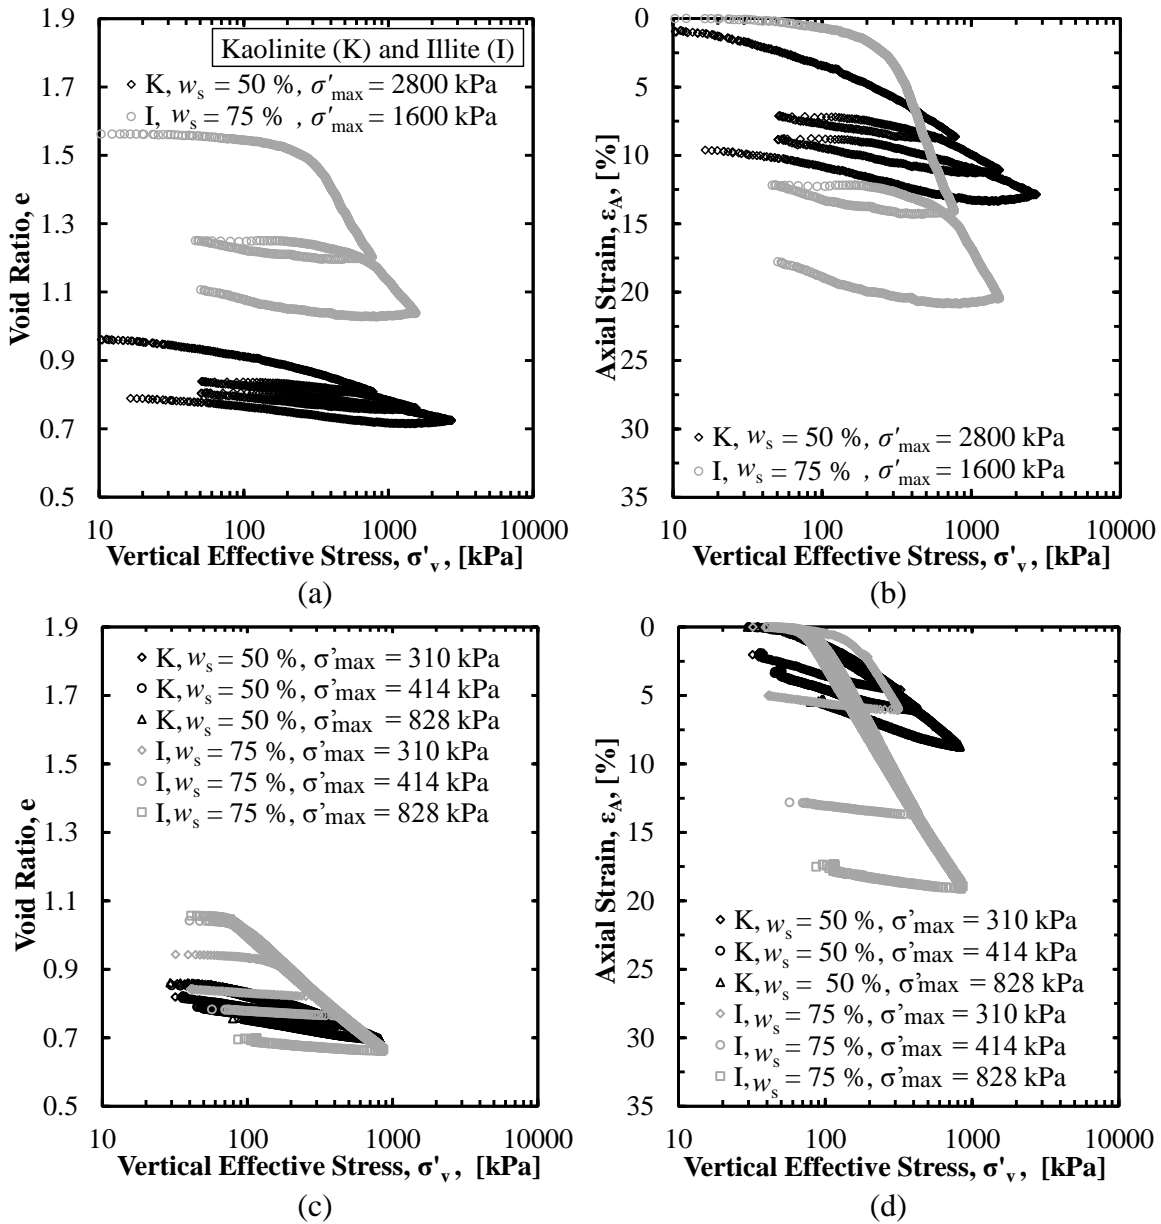 Kaolinite (K) and Illite (I)
K, wₛ = 50 %, σ'max = 2800 kPa
I, wₛ = 75 % , σ'max = 1600 kPa
1.9
1.7
1.5
1.3
1.1
0.9
0.7
0.5
Void Ratio, e
10 100 1000 10000
Vertical Effective Stress, σ'v, [kPa]
(a)
0
5
10
15
20
25
30
35
Axial Strain, εA, [%]
K, wₛ = 50 %, σ'max = 2800 kPa
I, wₛ = 75 % , σ'max = 1600 kPa
10 100 1000 10000
Vertical Effective Stress, σ'v, [kPa]
(b)
1.9
1.7
1.5
1.3
1.1
0.9
0.7
0.5
Void Ratio, e
K, wₛ = 50 %, σ'max = 310 kPa
K, wₛ = 50 %, σ'max = 414 kPa
K, wₛ = 50 %, σ'max = 828 kPa
I, wₛ = 75 %, σ'max = 310 kPa
I, wₛ = 75 %, σ'max = 414 kPa
I, wₛ = 75 %, σ'max = 828 kPa
10 100 1000 10000
Vertical Effective Stress, σ'v, [kPa]
(c)
0
5
10
15
20
25
30
35
Axial Strain, εA, [%]
K, wₛ = 50 %, σ'max = 310 kPa
K, wₛ = 50 %, σ'max = 414 kPa
K, wₛ = 50 %, σ'max = 828 kPa
I, wₛ = 75 %, σ'max = 310 kPa
I, wₛ = 75 %, σ'max = 414 kPa
I, wₛ = 75 %, σ'max = 828 kPa
10 100 1000 10000
Vertical Effective Stress, σ'v, [kPa]
(d)